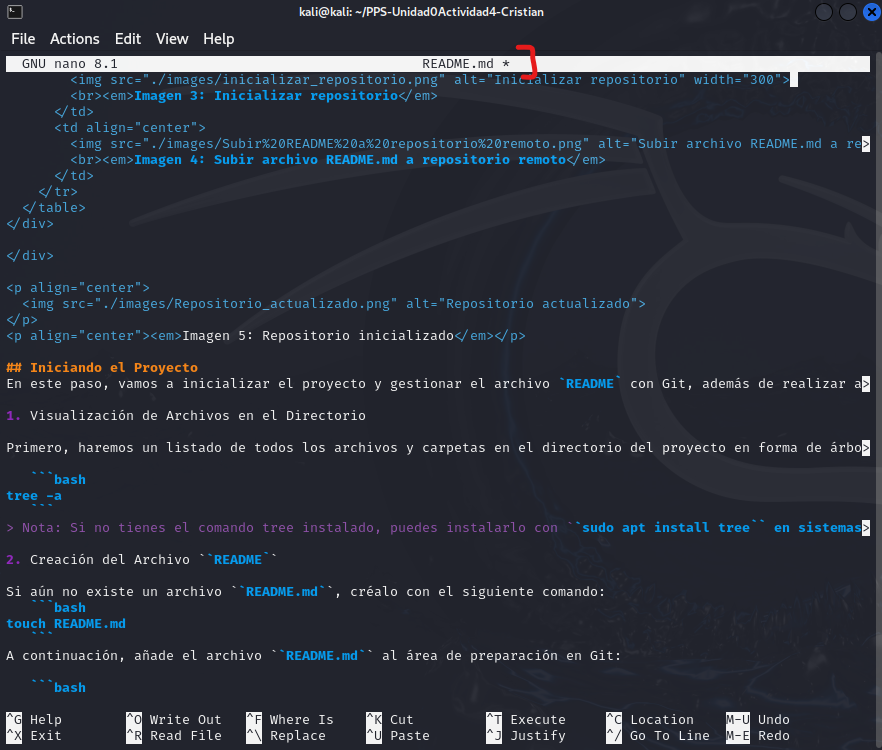 kali@kali: ~/PPS-Unidad0Actividad4-Cristian
File Actions Edit View Help
GNU nano 8.1 README.md *
<img src="./images/inicializar_repositorio.png" alt="Inicializar repositorio" width="300">
<br><em>Imagen 3: Inicializar repositorio</em>
</td>
<td align="center">
<img src="./images/Subir%20README%20a%20repositorio%20remoto.png" alt="Subir archivo README.md a re>
<br><em>Imagen 4: Subir archivo README.md a repositorio remoto</em>
</td>
</tr>
</table>
</div>
</div>
<p align="center">
<img src="./images/Repositorio_actualizado.png" alt="Repositorio actualizado">
</p>
<p align="center"><em>Imagen 5: Repositorio inicializado</em></p>
## Iniciando el Proyecto
En este paso, vamos a inicializar el proyecto y gestionar el archivo `README` con Git, además de realizar a>
1. Visualización de Archivos en el Directorio
Primero, haremos un listado de todos los archivos y carpetas en el directorio del proyecto en forma de árbo>
```bash
tree -a
```
> Nota: Si no tienes el comando tree instalado, puedes instalarlo con ``sudo apt install tree`` en sistemas>
2. Creación del Archivo ``README``
Si aún no existe un archivo ``README.md``, créalo con el siguiente comando:
```bash
touch README.md
```
A continuación, añade el archivo ``README.md`` al área de preparación en Git:
```bash
^G Help ^O Write Out ^F Where Is ^K Cut ^T Execute ^C Location M-U Undo
^X Exit ^R Read File ^\ Replace ^U Paste ^J Justify ^/ Go To Line M-E Redo